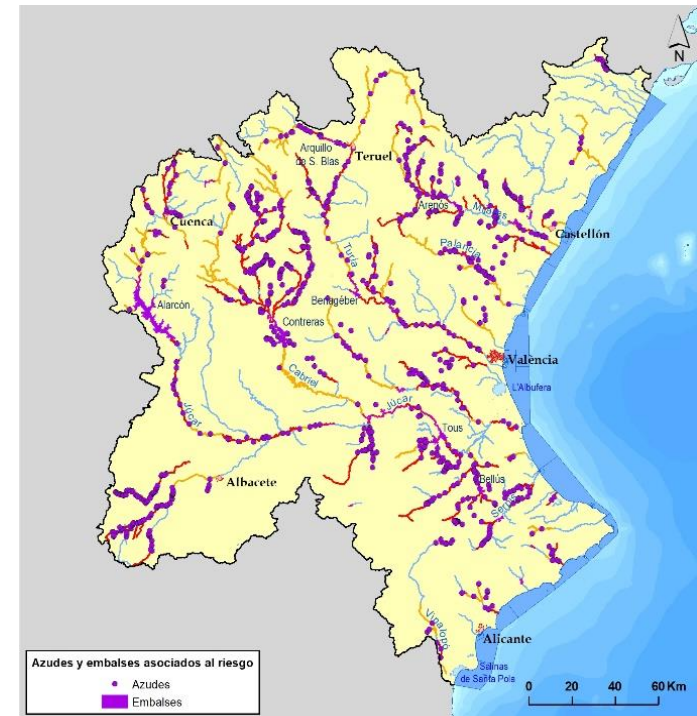 N
Teruel
Arquillo
de S. Blas
Arenós
Mijares
Cuenca
Castellón
Palancia
Turia
Alarcón
Benagéber
Contreras
València
L'Albufera
Cabriel
Júcar
Júcar
Tous
Albacete
Bellús
Serpis
Vinalopó
Alicante
Salinas
de Santa Pola
Azudes y embalses asociados al riesgo
Azudes
Embalses
0 20 40 60 Km